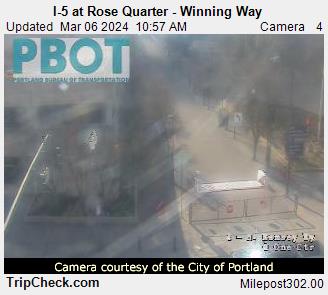 I-5 at Rose Quarter - Winning Way
Updated Mar 06 2024 10:57 AM Camera 4
PBOT
PORTLAND BUREAU OF TRANSPORTATION
Camera courtesy of the City of Portland
TripCheck.com Milepost302.00